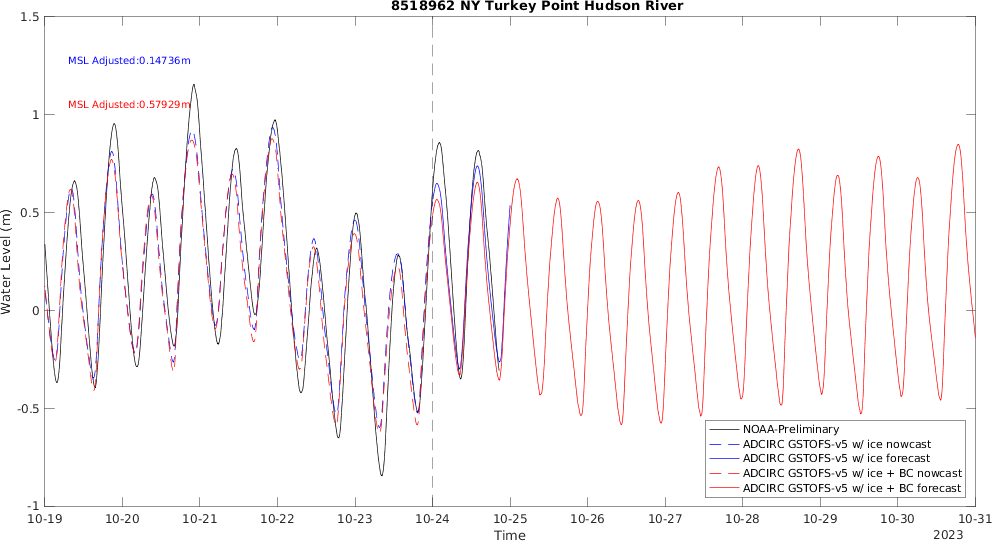 8518962 NY Turkey Point Hudson River
1.5
MSL Adjusted:0.14736m
MSL Adjusted:0.57929m
1
0.5
Water Level (m)
0
-0.5
NOAA-Preliminary
ADCIRC GSTOFS-v5 w/ ice nowcast
ADCIRC GSTOFS-v5 w/ ice forecast
ADCIRC GSTOFS-v5 w/ ice + BC nowcast
ADCIRC GSTOFS-v5 w/ ice + BC forecast
-1
10-19 10-20 10-21 10-22 10-23 10-24 10-25 10-26 10-27 10-28 10-29 10-30 10-31
Time 2023